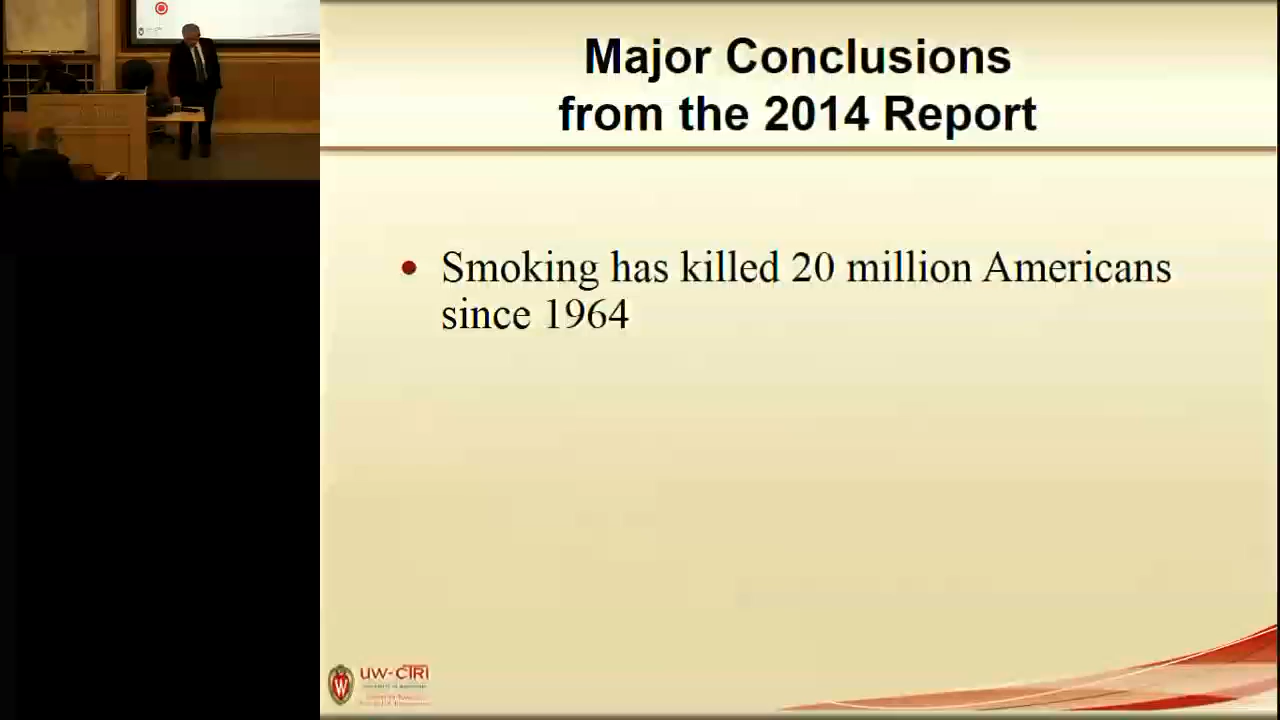 Major Conclusions
from the 2014 Report
• Smoking has killed 20 million Americans
since 1964
UW-CTRI